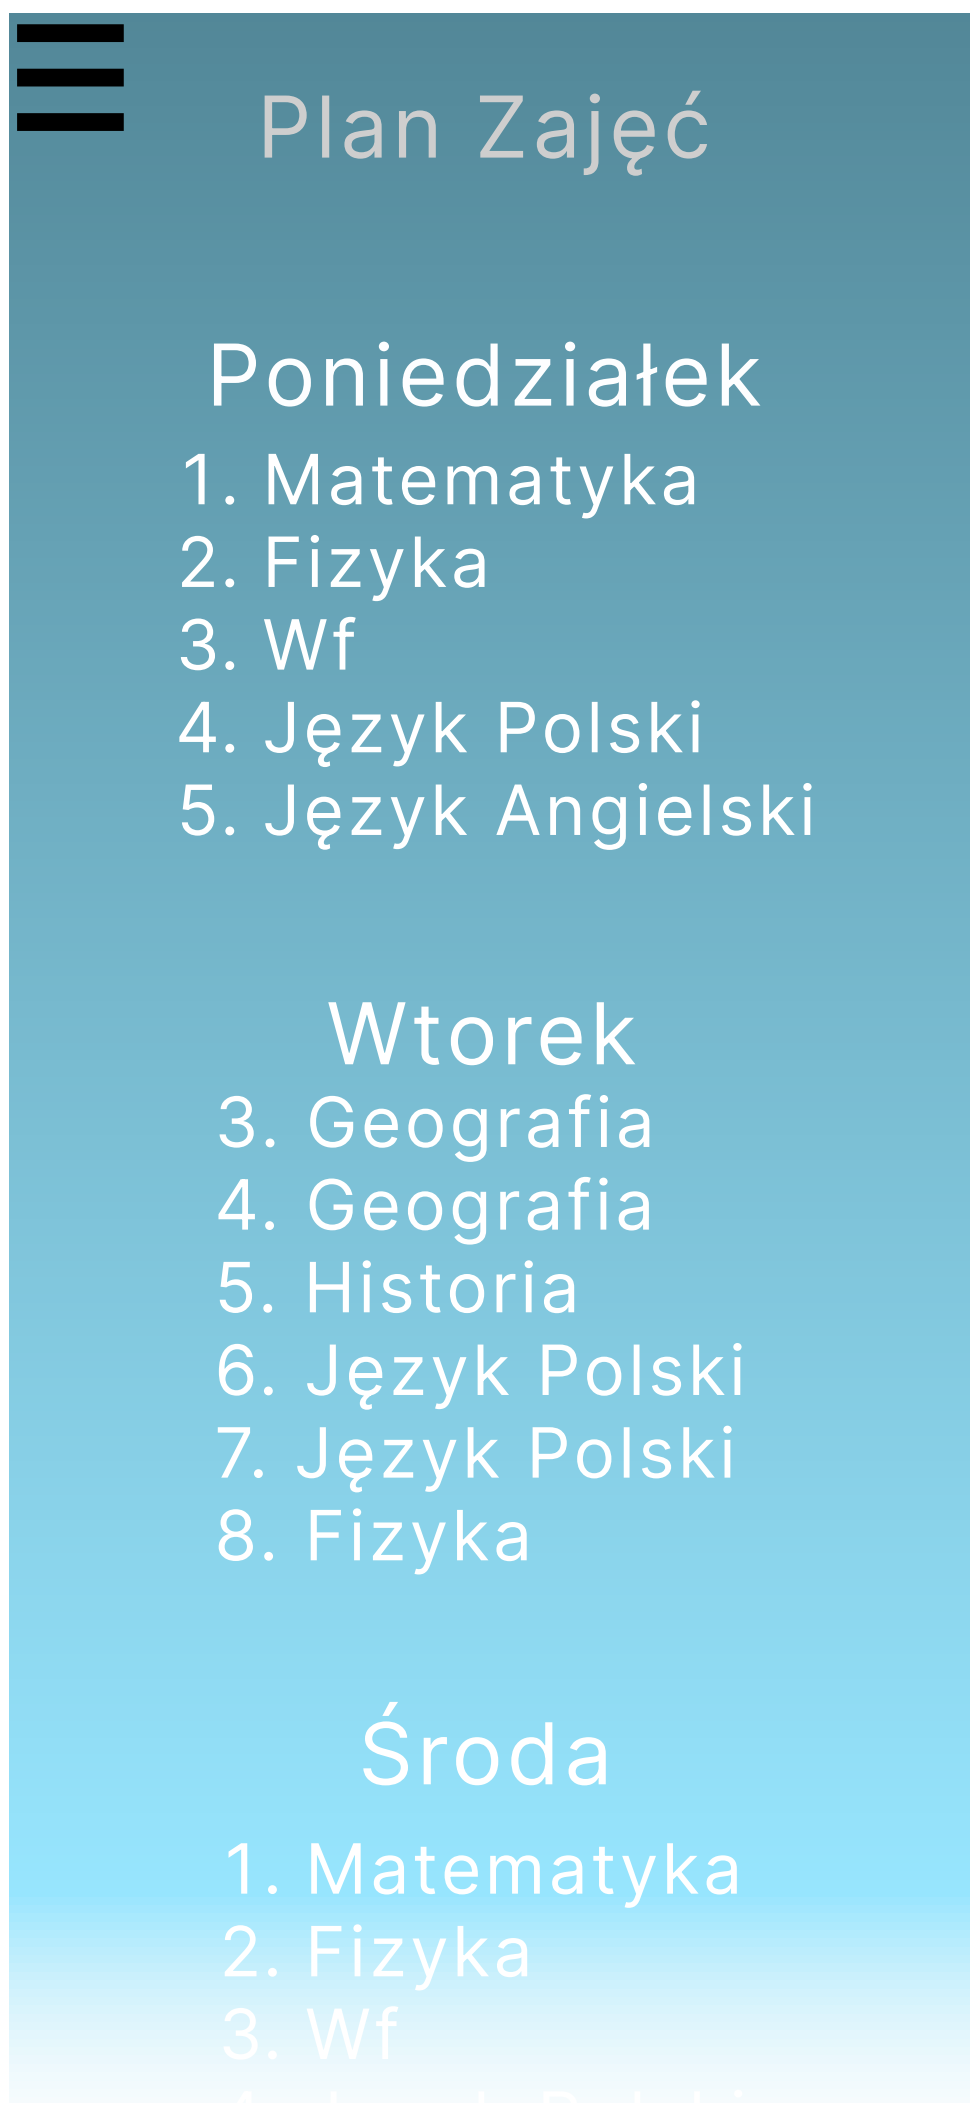 Plan Zajęć
Poniedziałek
1. Matematyka
2. Fizyka
3. Wf
4. Język Polski
5. Język Angielski
Wtorek
3. Geografia
4. Geografia
5. Historia
6. Język Polski
7. Język Polski
8. Fizyka
Środa
1. Matematyka
2. Fizyka
3. Wf